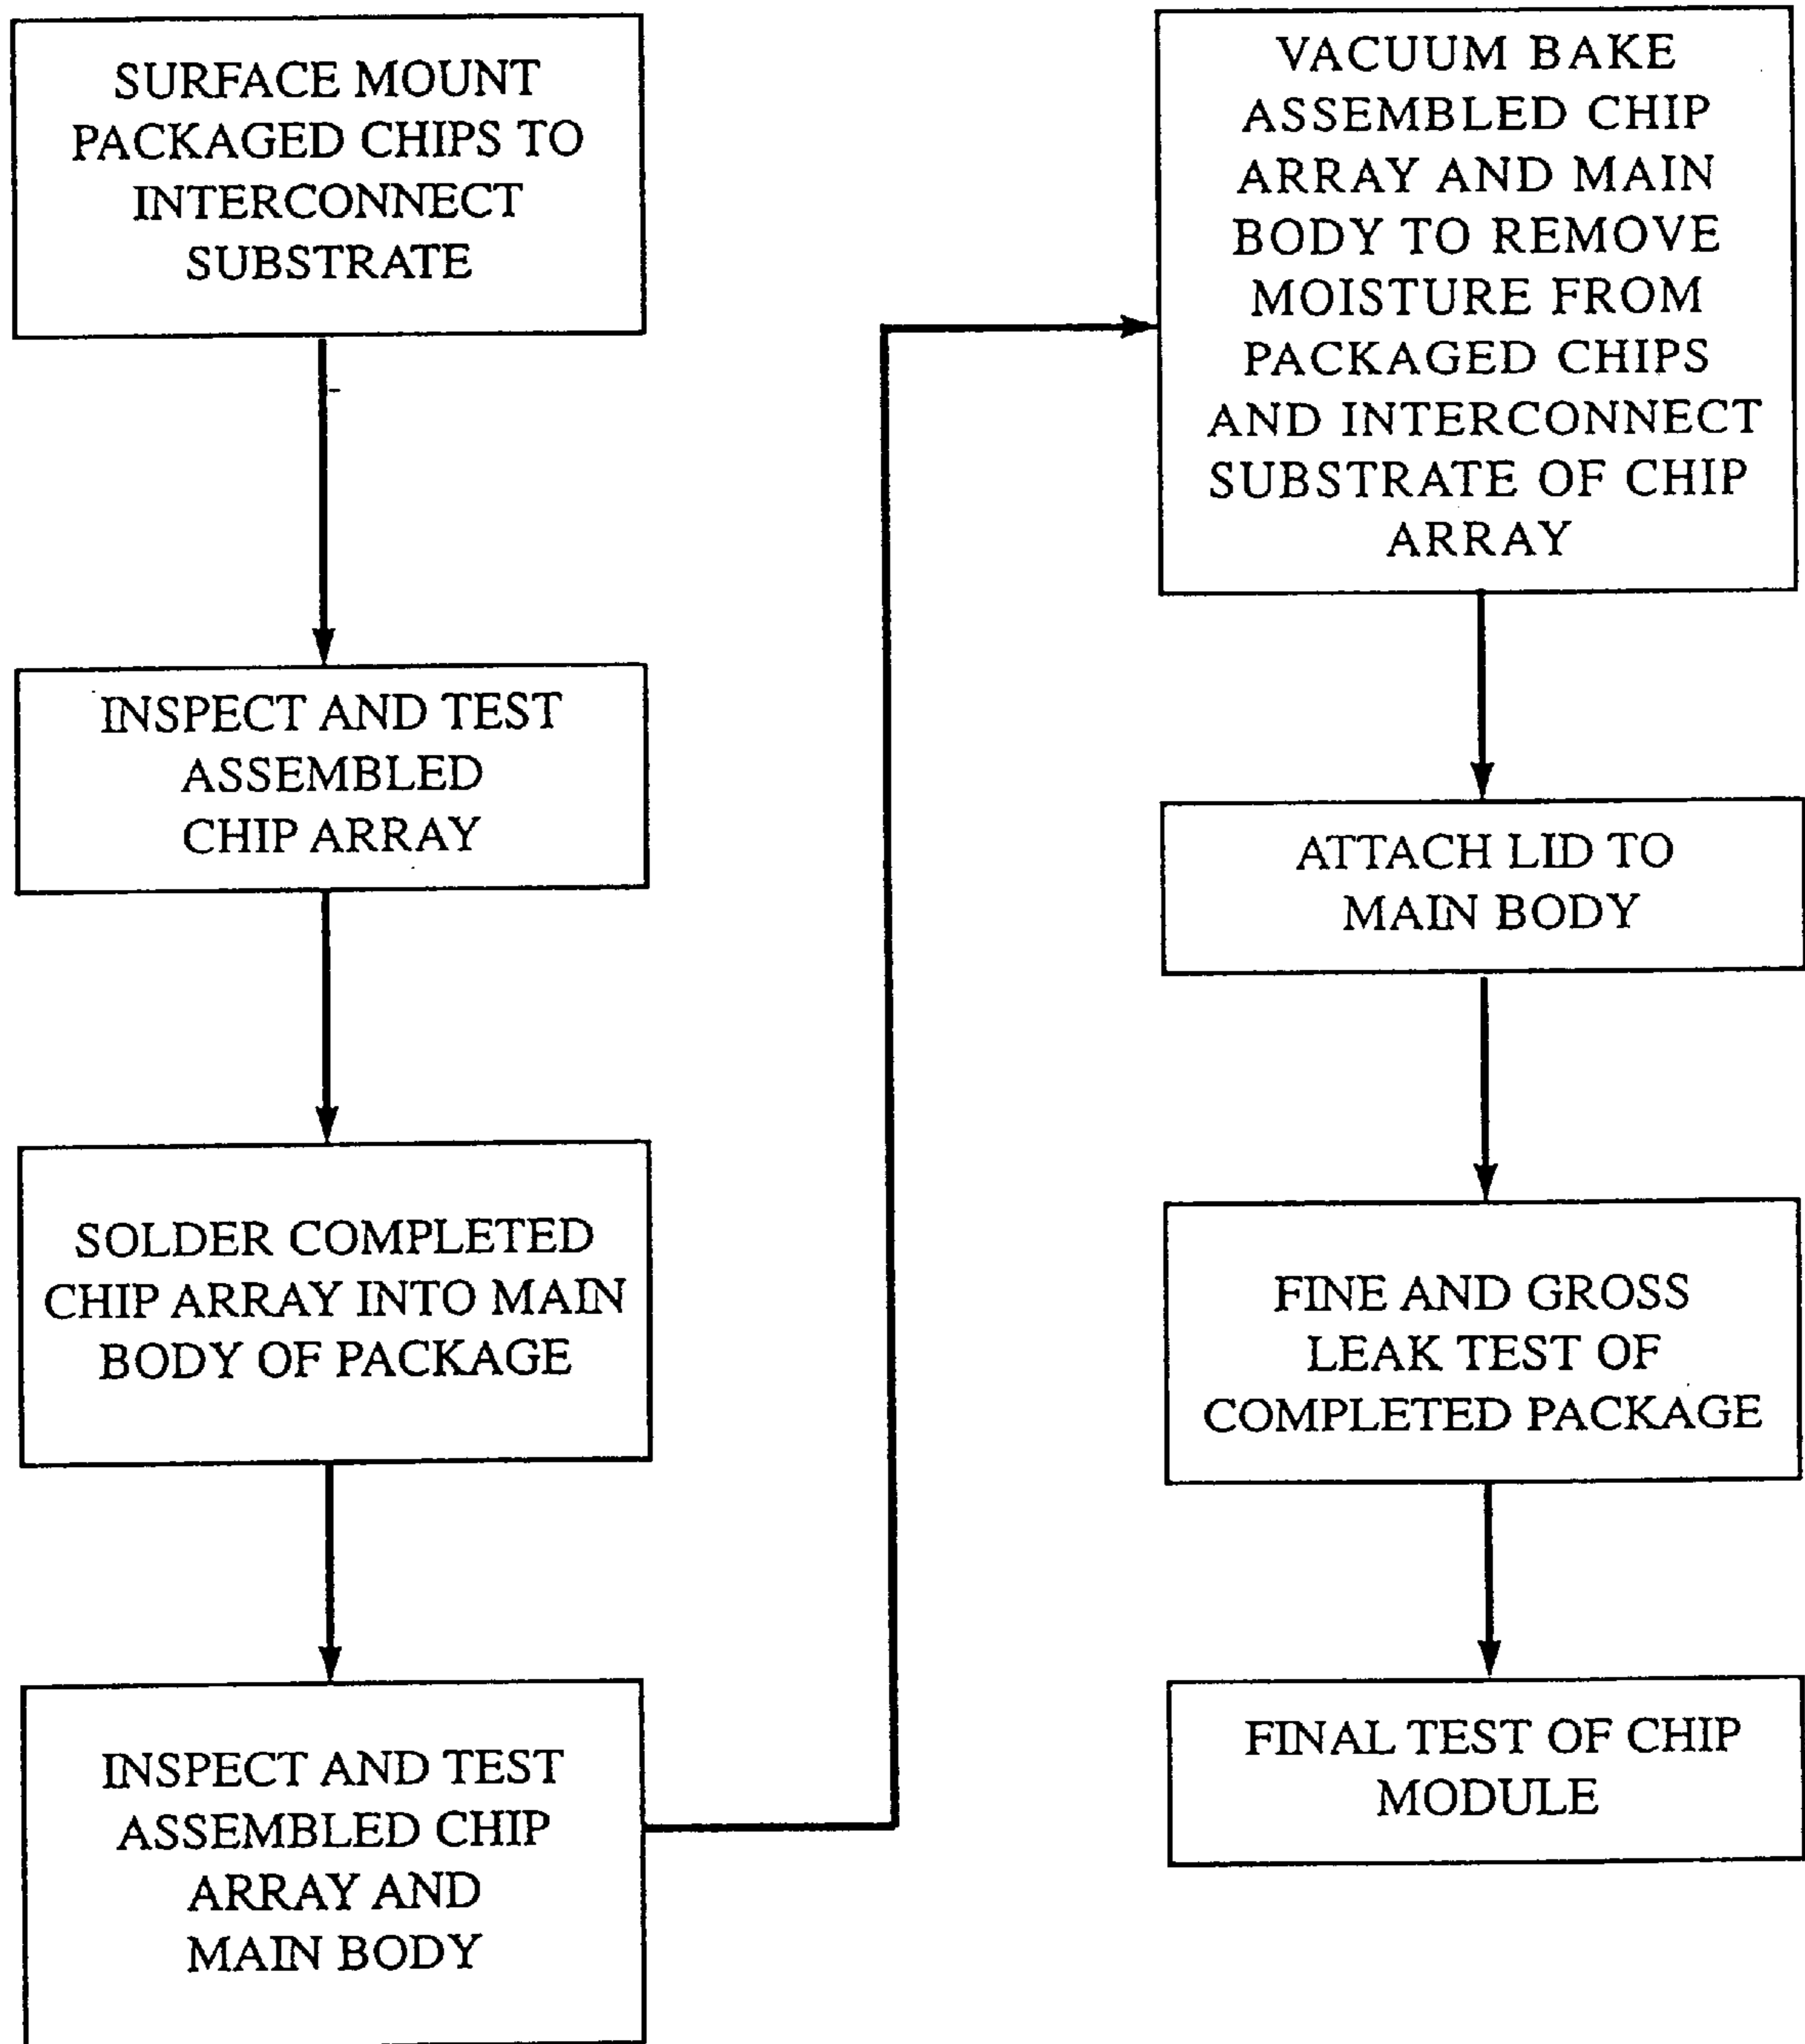 SURFACE MOUNT
PACKAGED CHIPS TO
INTERCONNECT
SUBSTRATE
INSPECT AND TEST
ASSEMBLED
CHIP ARRAY
SOLDER COMPLETED
CHIP ARRAY INTO MAIN
BODY OF PACKAGE
INSPECT AND TEST
ASSEMBLED CHIP
ARRAY AND
MAIN BODY
VACUUM BAKE
ASSEMBLED CHIP
ARRAY AND MAIN
BODY TO REMOVE
MOISTURE FROM
PACKAGED CHIPS
AND INTERCONNECT
SUBSTRATE OF CHIP
ARRAY
ATTACH LID TO
MAIN BODY
FINE AND GROSS
LEAK TEST OF
COMPLETED PACKAGE
FINAL TEST OF CHIP
MODULE